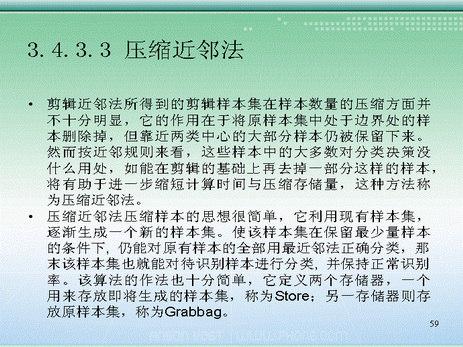 3.4.3.3 压缩近邻法
• 剪辑近邻法所得到的剪辑样本集在样本数量的压缩方面并
不十分明显，它的作用在于将原样本集中处于边界处的样
本删除掉，但靠近两类中心的大部分样本仍被保留下来。
然而按近邻规则来看，这些样本中的大多数对分类决策没
什么用处，如能在剪辑的基础上再去掉一部分这样的样本，
将有助于进一步缩短计算时间与压缩存储量，这种方法称
为压缩近邻法。
• 压缩近邻法压缩样本的思想很简单，它利用现有样本集，
逐渐生成一个新的样本集。使该样本集在保留最少量样本
的条件下, 仍能对原有样本的全部用最近邻法正确分类，那
末该样本集也就能对待识别样本进行分类, 并保持正常识别
率。该算法的作法也十分简单，它定义两个存储器，一个
用来存放即将生成的样本集，称为Store；另一存储器则存
放原样本集，称为Grabbag。
59